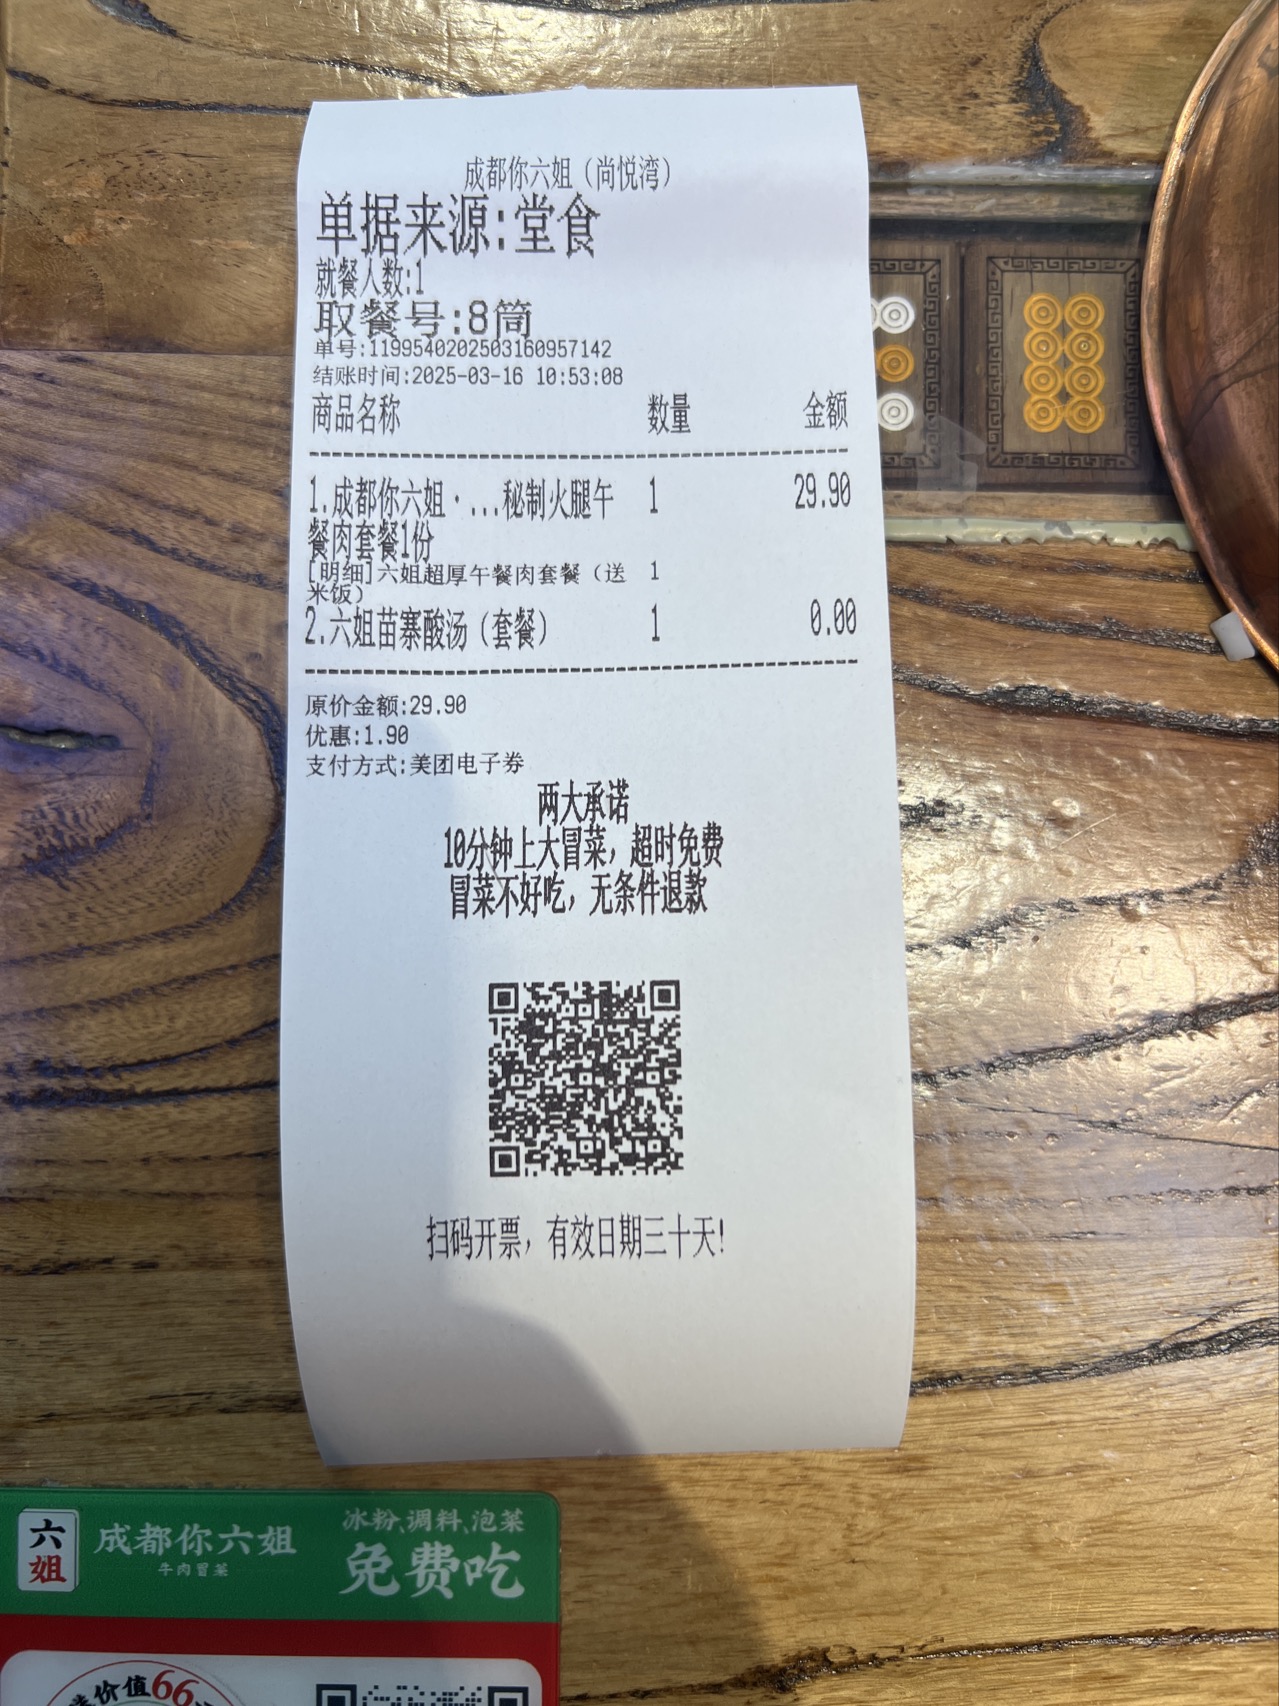 成都你六姐（尚悦湾）
单据来源:堂食
就餐人数:1
取餐号:8筒
单号:1199540202503160957142
结账时间:2025-03-16 10:53:08
商品名称 数量 金额
1.成都你六姐·...秘制火腿午 1 29.90
餐肉套餐1份
[明细]六姐超厚午餐肉套餐（送 1
米饭）
2.六姐苗寨酸汤（套餐） 1 0.00
原价金额:29.90
优惠:1.90
支付方式:美团电子券
两大承诺
10分钟上大冒菜，超时免费
冒菜不好吃，无条件退款
扫码开票，有效日期三十天!
六姐
成都你六姐
牛肉冒菜
冰粉、调料、泡菜
免费吃
价值66